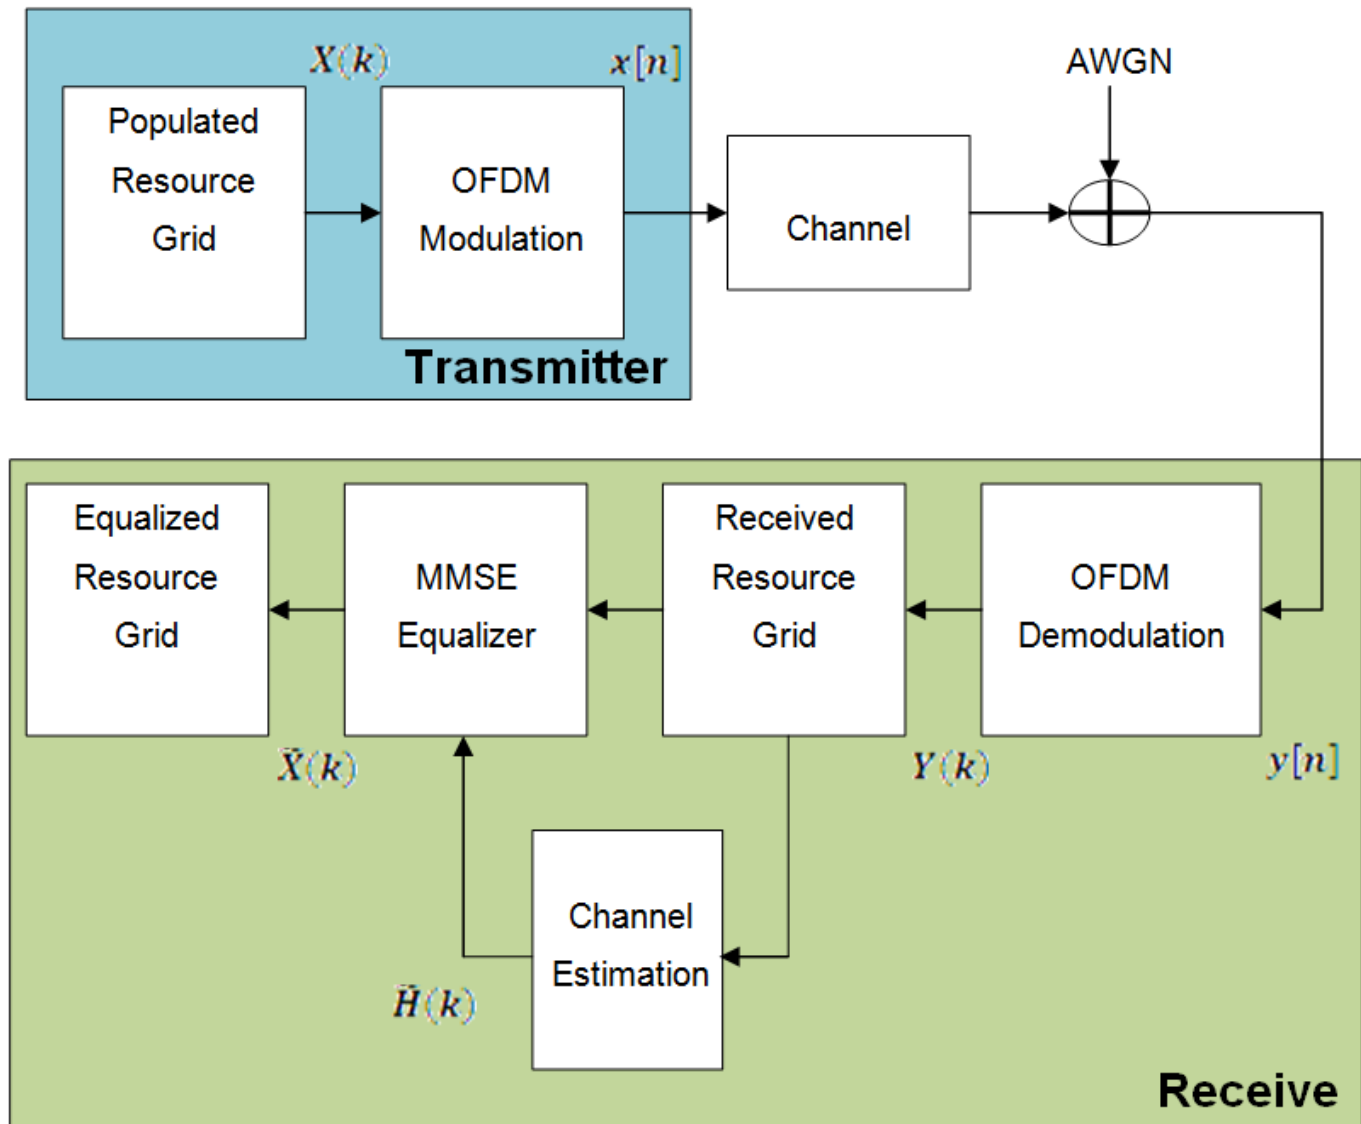 X(k)
x[n]
AWGN
Populated
Resource
Grid
OFDM
Modulation
Channel
Transmitter
Equalized
Resource
Grid
MMSE
Equalizer
Received
Resource
Grid
OFDM
Demodulation
X̄(k)
Y(k)
y[n]
Channel
Estimation
H̄(k)
Receive